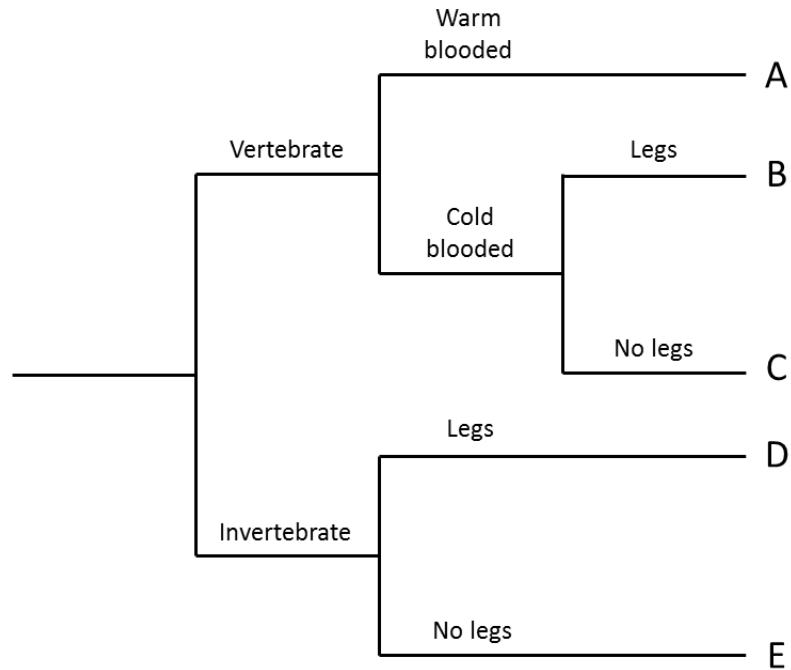 Warm
blooded
A
Vertebrate
Legs
B
Cold
blooded
No legs
C
Legs
D
Invertebrate
No legs
E